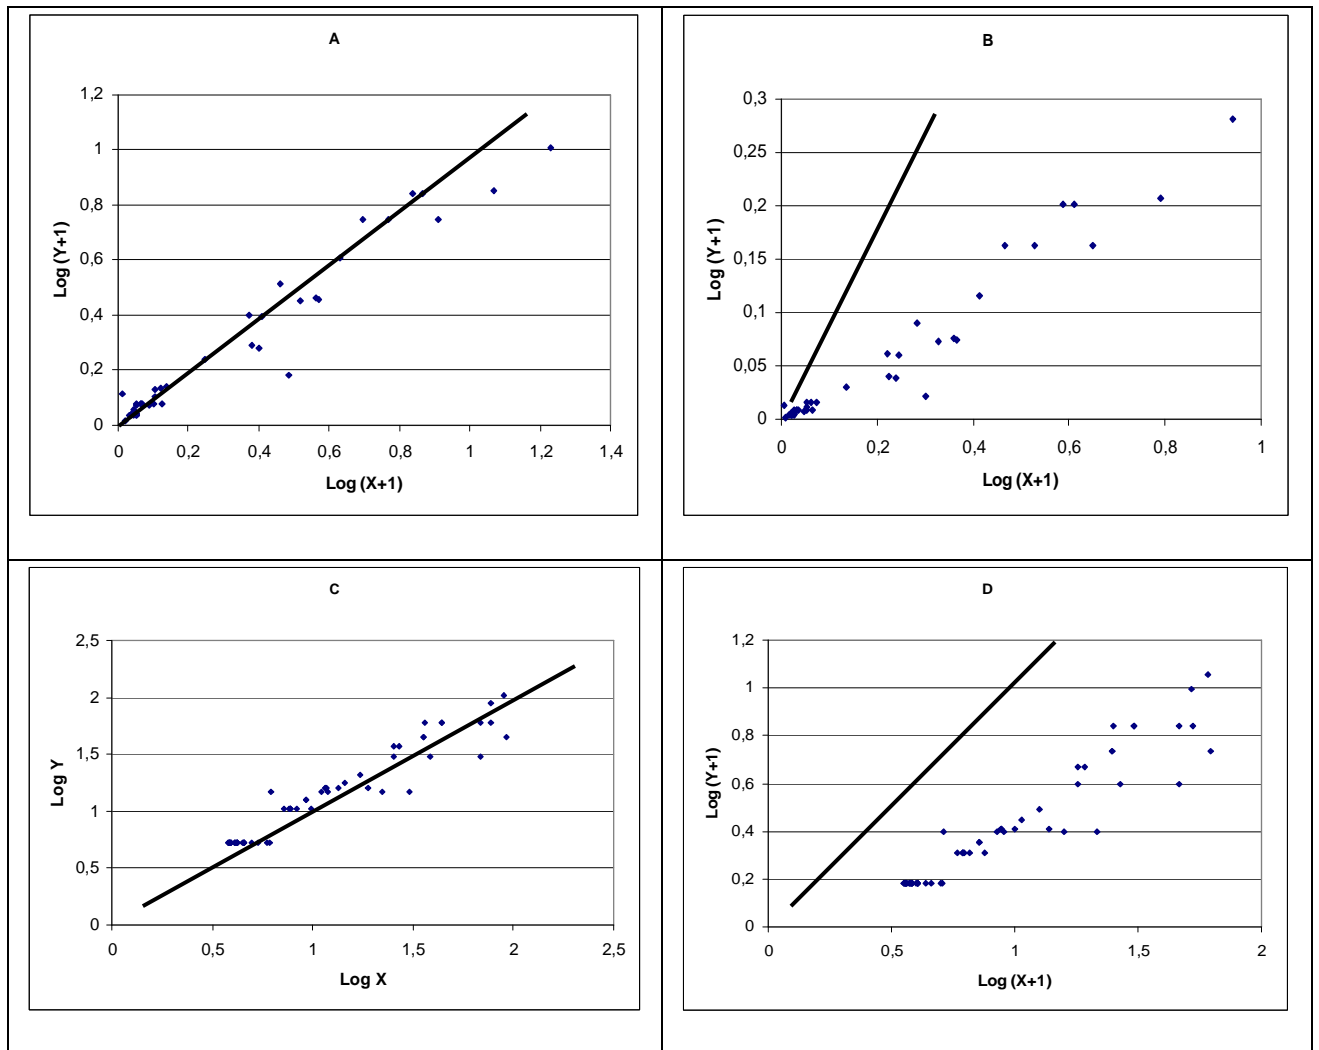 A
1,2
1
0,8
0,6
0,4
0,2
0
0 0,2 0,4 0,6 0,8 1 1,2 1,4
Log (X+1)
Log (Y+1)
B
0,3
0,25
0,2
0,15
0,1
0,05
0
0 0,2 0,4 0,6 0,8 1
Log (X+1)
Log (Y+1)
C
2,5
2
1,5
1
0,5
0
0 0,5 1 1,5 2 2,5
Log X
Log Y
D
1,2
1
0,8
0,6
0,4
0,2
0
0 0,5 1 1,5 2
Log (X+1)
Log (Y+1)